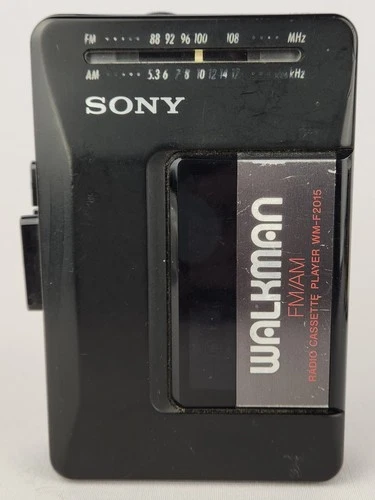 FM 88 92 96 100 108 MHz
AM 5.3 6 7 8 10 12 14 17 kHz
SONY
WALKMAN
FM/AM
RADIO CASSETTE PLAYER WM-F2015